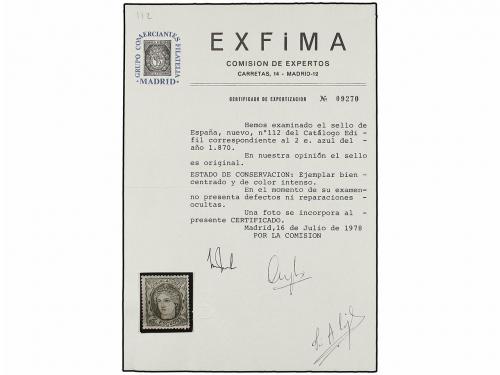 112
GRUPO COMERCIANTES FILATELIA
MADRID
EXFiMA
COMISION DE EXPERTOS
CARRETAS, 14 - MADRID-12
CERTIFICADO DE EXPERTIZACION № 09270
Hemos examinado el sello de
España, nuevo, nº112 del Catálogo Edi -
fil correspondiente al 2 e. azul del -
año 1.870.
En nuestra opinión el sello
es original.
ESTADO DE CONSERVACION: Ejemplar bien -
centrado y de color intenso.
En el momento de su examen-
no presenta defectos ni reparaciones -
ocultas.
Una foto se incorpora al -
presente CERTIFICADO.
Madrid,16 de Julio de 1978
POR LA COMISION